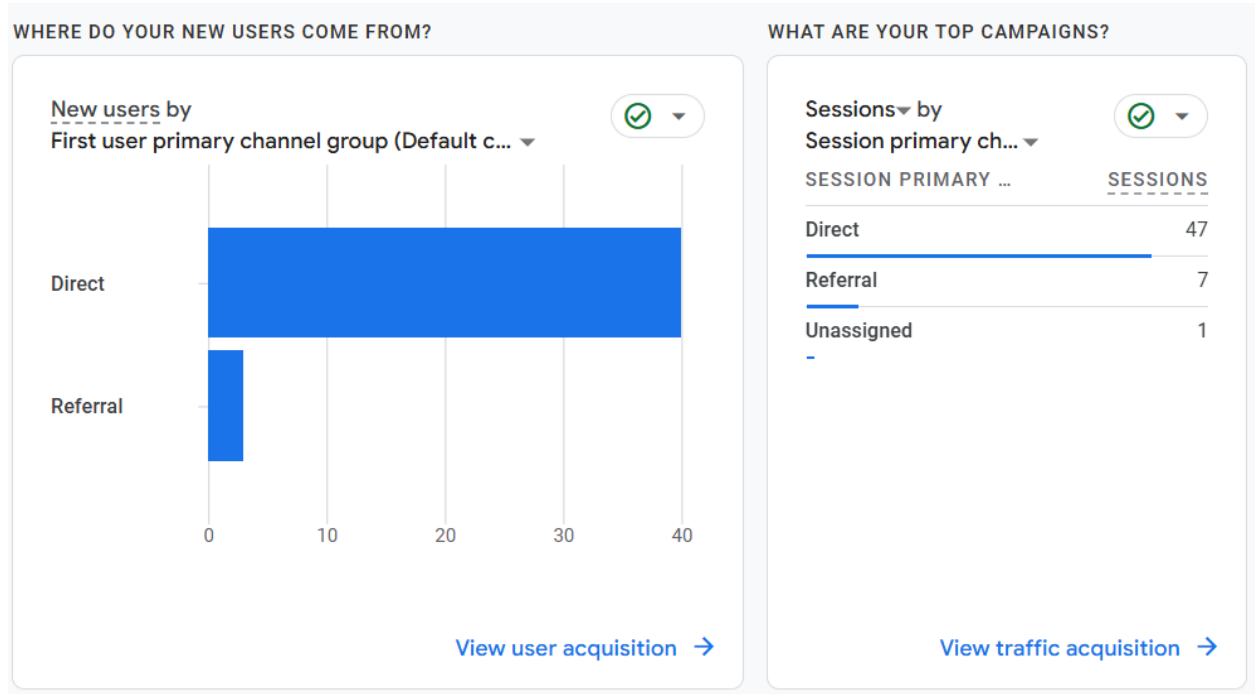 WHERE DO YOUR NEW USERS COME FROM?
New users by
First user primary channel group (Default c...
Direct
Referral
0 10 20 30 40
View user acquisition
WHAT ARE YOUR TOP CAMPAIGNS?
Sessions by
Session primary ch...
SESSION PRIMARY ... SESSIONS
Direct 47
Referral 7
Unassigned 1
View traffic acquisition